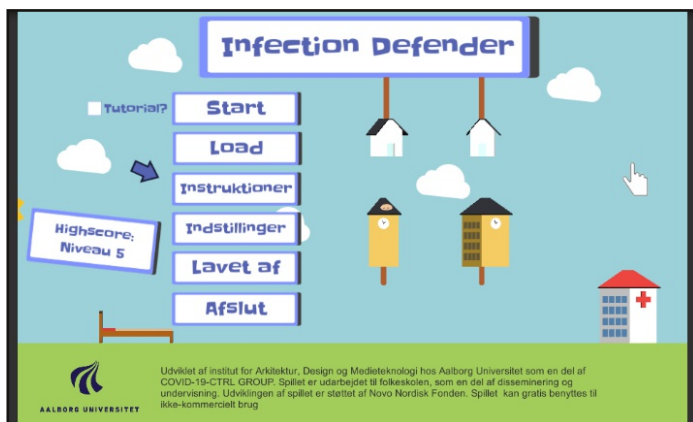 Infection Defender
Tutorial?
Start
Load
Instruktioner
Highscore:
Niveau 5
Indstillinger
Lavet af
Afslut
AALBORG UNIVERSITET
Udviklet af institut for Arkitektur, Design og Medieteknologi hos Aalborg Universitet som en del af
COVID-19-CTRL GROUP. Spillet er udarbejdet til folkeskolen, som en del af disseminering og
undervisning. Udviklingen af spillet er støttet af Novo Nordisk Fonden. Spillet kan gratis benyttes til
ikke-kommercielt brug